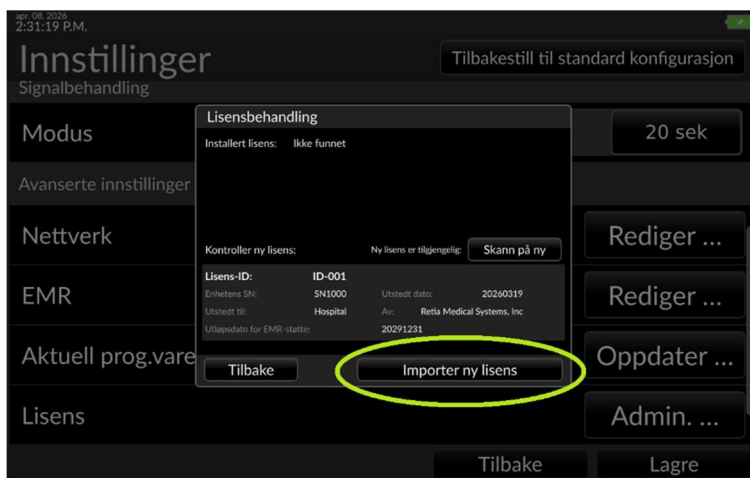 apr. 08, 2026
2:31:19 P.M.
Innstillinger
Tilbakestill til standard konfigurasjon
Signalbehandling
Modus
20 sek
Avanserte innstillinger
Nettverk
Rediger ...
EMR
Rediger ...
Aktuell prog.vare
Oppdater ...
Lisens
Admin. ...
Tilbake
Lagre
Lisensbehandling
Installert lisens: Ikke funnet
Kontroller ny lisens: Ny lisens er tilgjengelig: Skann på ny
Lisens-ID: ID-001
Enhetens SN: SN1000 Utstedt dato: 20260319
Utstedt til: Hospital Av: Retia Medical Systems, Inc
Utløpsdato for EMR-støtte: 20291231
Tilbake
Importer ny lisens